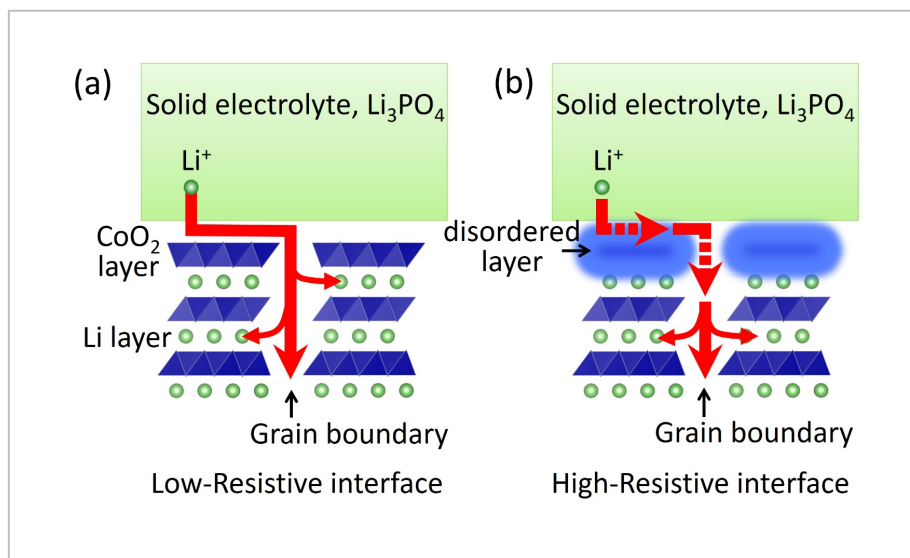 (a)
Solid electrolyte, Li₃PO₄
Li⁺
CoO₂
layer
Li layer
Grain boundary
Low-Resistive interface
(b)
Solid electrolyte, Li₃PO₄
Li⁺
disordered
layer
Grain boundary
High-Resistive interface